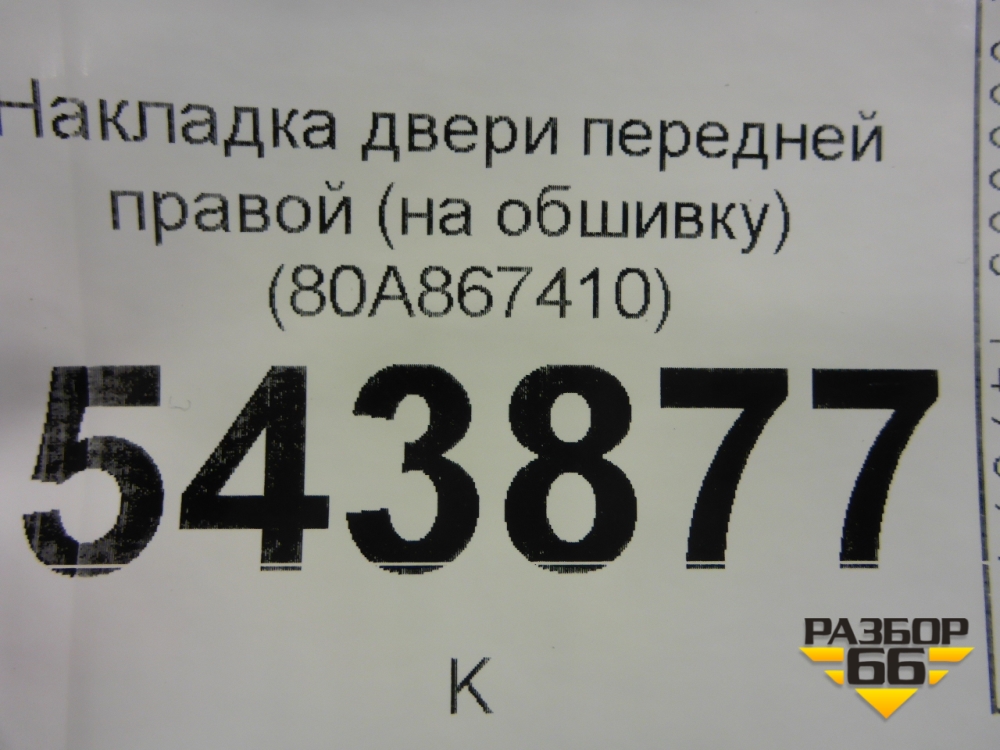 Накладка двери передней
правой (на обшивку)
(80A867410)
543877
К
РАЗБОР
66